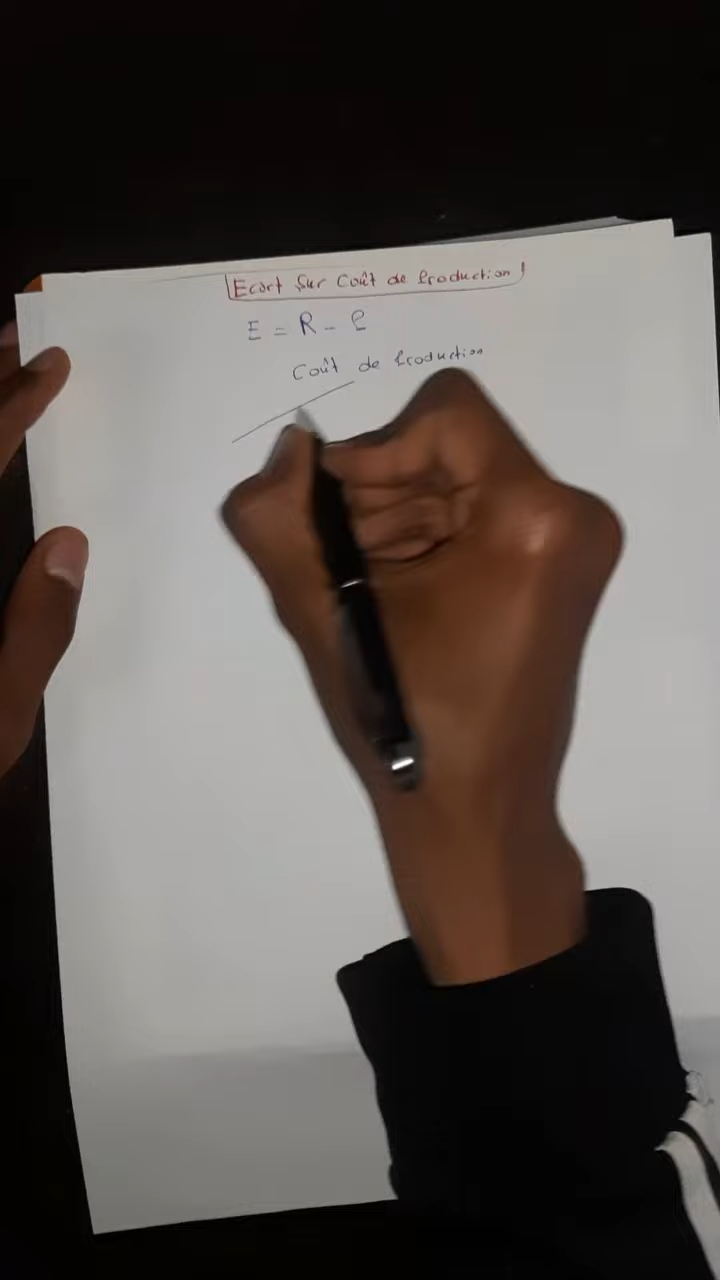 Ecart Sur Coût de Production
E = R - P
Coût de Production